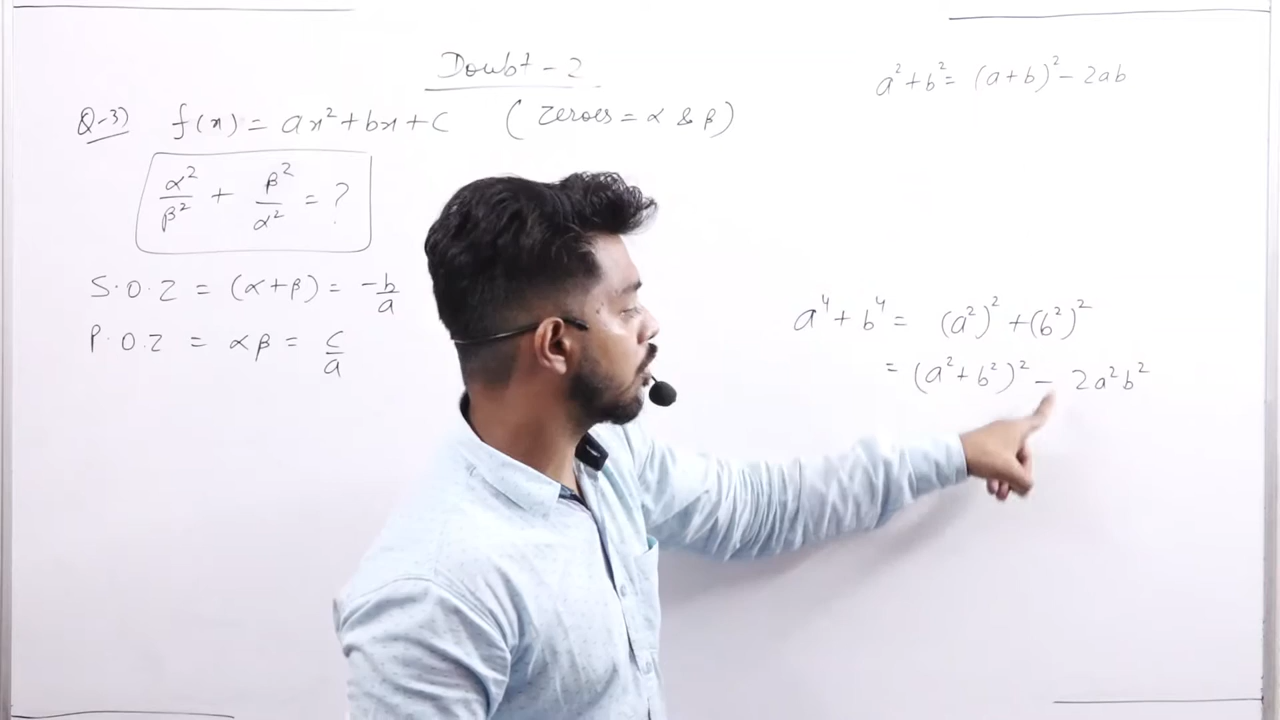 Doubt - 2
a² + b² = (a+b)² - 2ab
Q-3) f(x) = ax² + bx + c (Zeroes = α & β)
α²/β² + β²/α² = ?
S.O.Z = (α+β) = -b/a
P.O.Z = αβ = c/a
a⁴ + b⁴ = (a²)² + (b²)²
= (a² + b²)² - 2a²b²